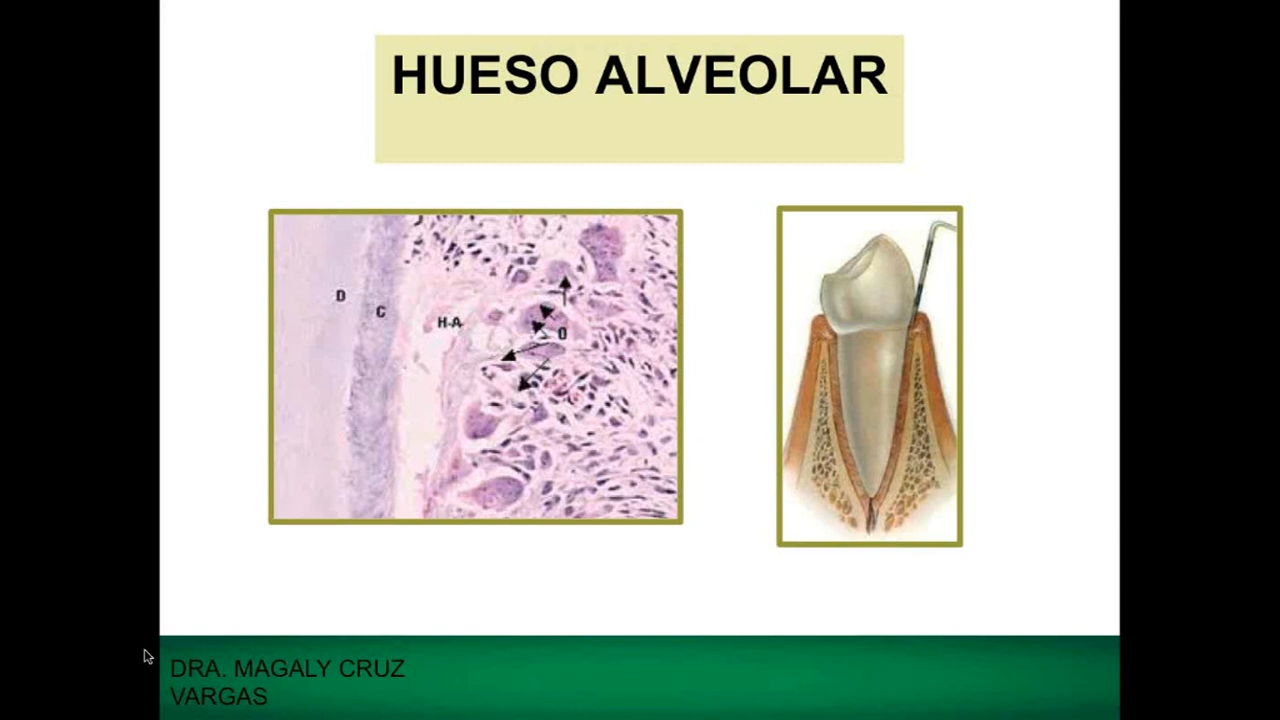 HUESO ALVEOLAR
D
C
H-A
O
DRA. MAGALY CRUZ
VARGAS